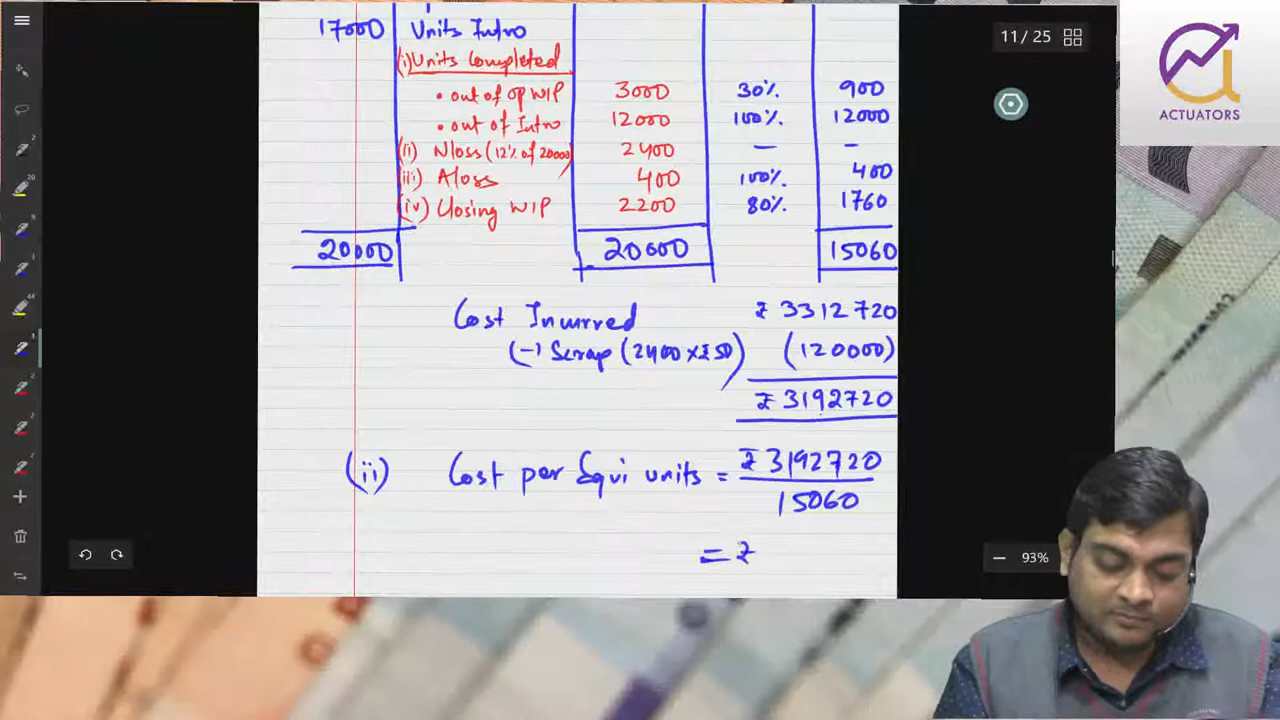 11 / 25
ACTUATORS
17000 Units Intro
(i) Units Completed
• out of op WIP 3000 30%. 900
• out of Intro 12000 100%. 12000
(ii) Nloss (12% of 20000) 2400 — -
(iii) Aloss 400 100%. 400
(iv) Closing WIP 2200 80%. 1760
20000 20000 15060
Cost Incurred ₹ 3312720
(-) Scrap (2400 × ₹ 50) (120000)
₹ 3192720
(ii) Cost per Equi units = ₹ 3192720
15060
= ₹
93%